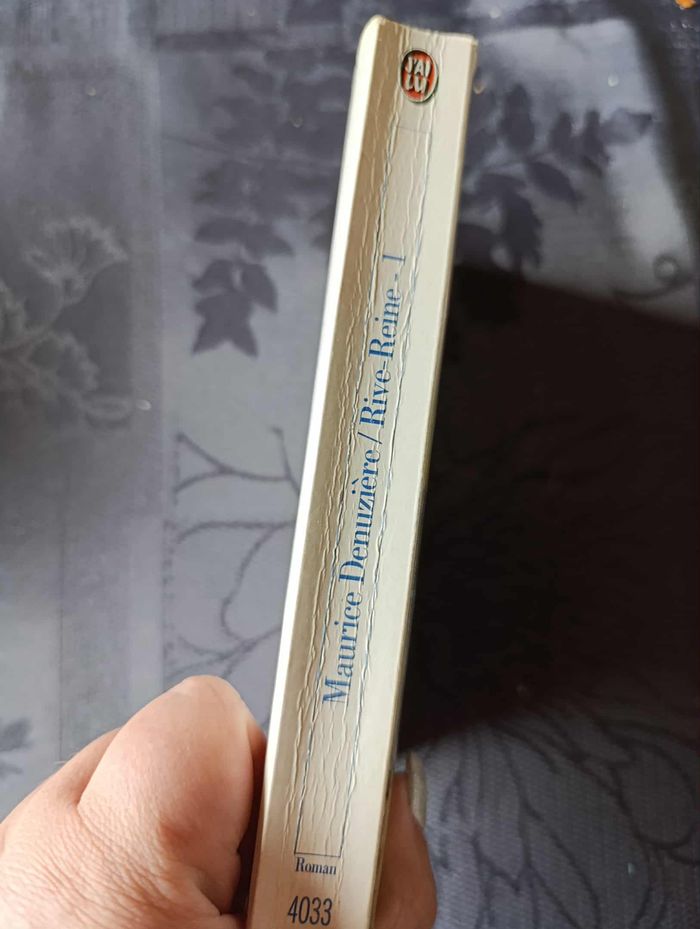 J'AI
LU
Maurice Denuzière / Rive-Reine - 1
Roman
4033